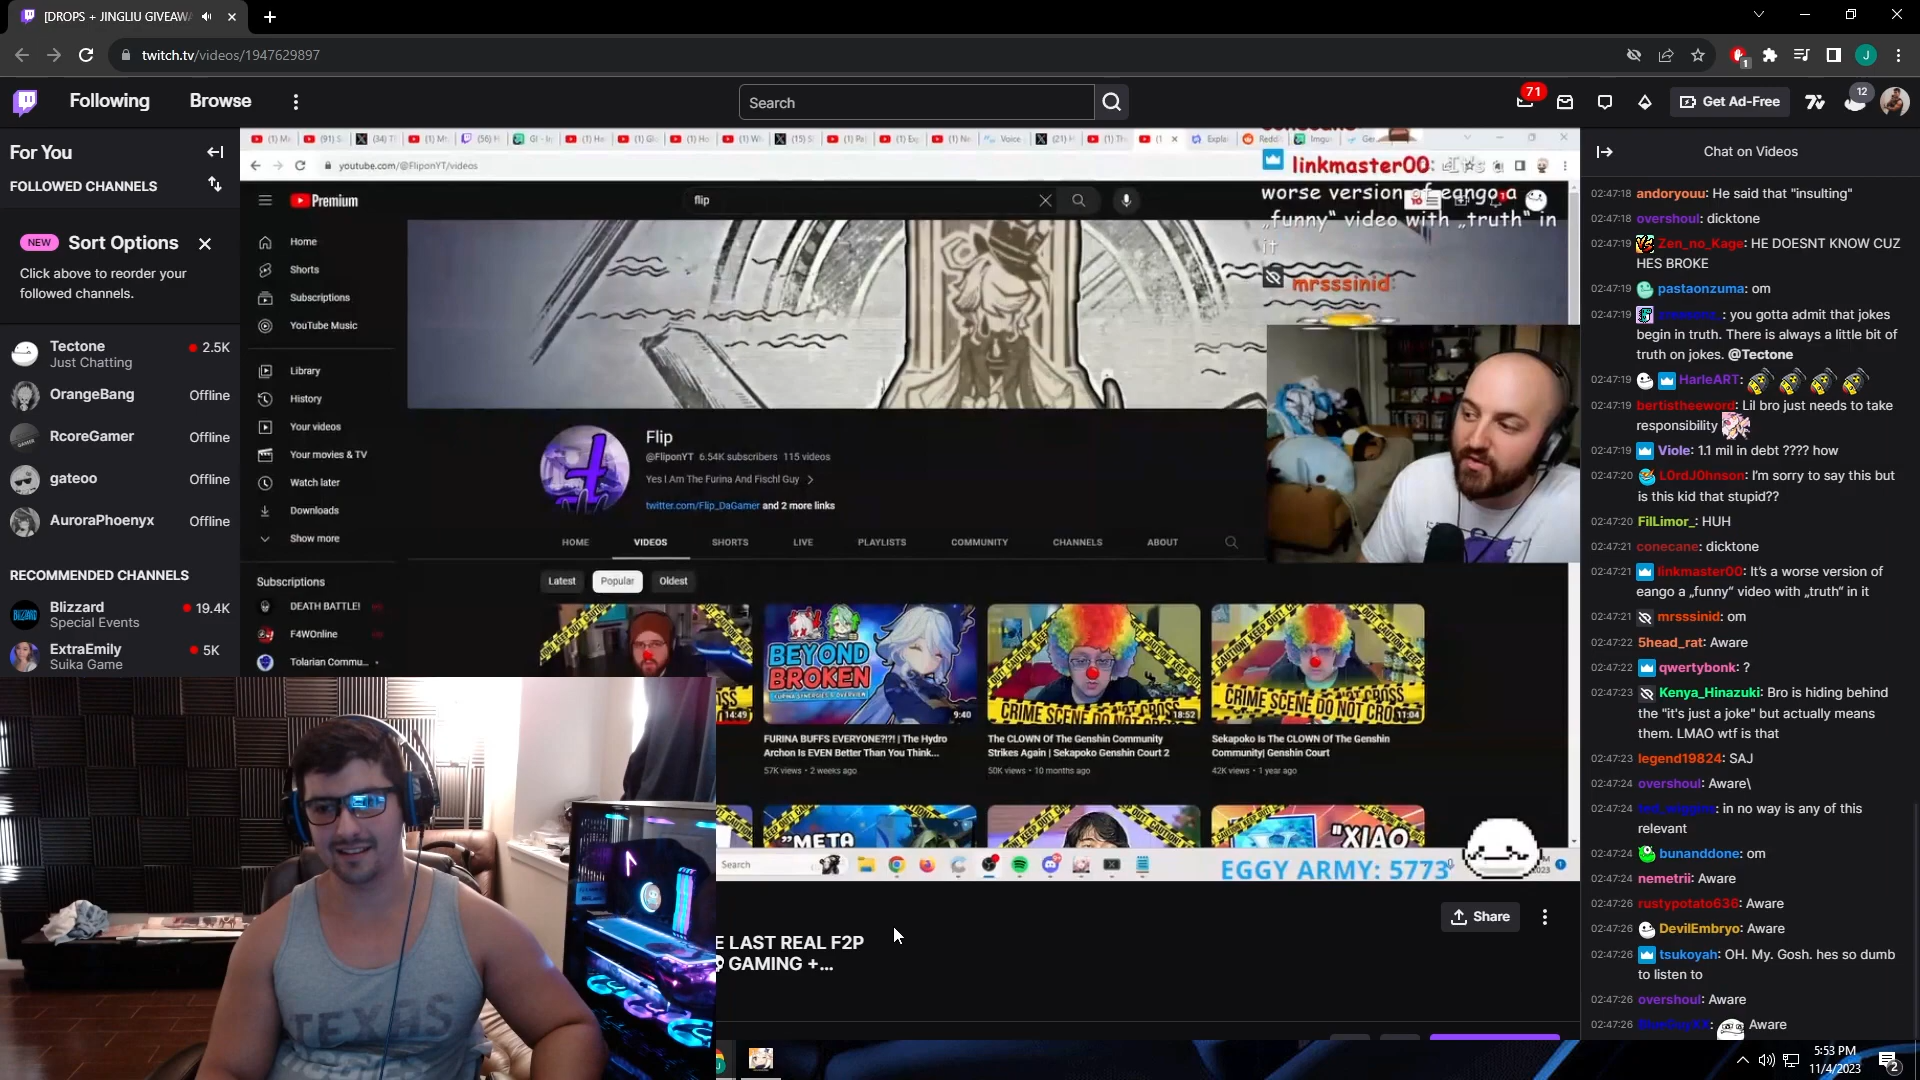 [DROPS + JINGLIU GIVEAWA
twitch.tv/videos/1947629897
1
J
Following
Browse
Search
71
Get Ad-Free
12
For You
FOLLOWED CHANNELS
NEW
Sort Options
Click above to reorder your
followed channels.
Tectone
2.5K
Just Chatting
OrangeBang
Offline
RcoreGamer
Offline
gateoo
Offline
AuroraPhoenyx
Offline
RECOMMENDED CHANNELS
Blizzard
19.4K
Special Events
ExtraEmily
5K
Suika Game
youtube.com/@FliponYT/videos
Premium
flip
Home
Shorts
Subscriptions
YouTube Music
Library
History
Your videos
Your movies & TV
Watch later
Downloads
Show more
Subscriptions
DEATH BATTLE!
F4WOnline
Tolarian Commu...
linkmaster00: It's a
worse version of eango a
„funny“ video with „truth“ in
it
mrsssinid:
Flip
@FliponYT 6.54K subscribers 115 videos
Yes I Am The Furina And Fischl Guy
twitter.com/Flip_DaGamer and 2 more links
HOME
VIDEOS
SHORTS
LIVE
PLAYLISTS
COMMUNITY
CHANNELS
ABOUT
Latest
Popular
Oldest
14:49
BEYOND
BROKEN
9:40
CRIME SCENE DO NOT CROSS
18:52
CRIME SCENE DO NOT CROS
11:04
FURINA BUFFS EVERYONE?!?! | The Hydro
Archon Is EVEN Better Than You Think...
57K views • 2 weeks ago
The CLOWN Of The Genshin Community
Strikes Again | Sekapoko Genshin Court 2
50K views • 10 months ago
Sekapoko Is The CLOWN Of The Genshin
Community| Genshin Court
42K views • 1 year ago
"META
"XIAO
Search
EGGY ARMY: 5773
E LAST REAL F2P
GAMING +...
Share
TEXAS
Chat on Videos
02:47:18 andoryouu: He said that "insulting"
02:47:18 overshoul: dicktone
02:47:19 Zen_no_Kage: HE DOESNT KNOW CUZ
HES BROKE
02:47:19 pastaonzuma: om
02:47:19 : you gotta admit that jokes
begin in truth. There is always a little bit of
truth on jokes. @Tectone
02:47:19 HarleART:
02:47:19 bertistheeword: Lil bro just needs to take
responsibility
02:47:19 Viole: 1.1 mil in debt ???? how
02:47:20 L0rdJ0hnson: I'm sorry to say this but
is this kid that stupid??
02:47:20 FilLimor_: HUH
02:47:21 conecane: dicktone
02:47:21 linkmaster00: It's a worse version of
eango a „funny“ video with „truth“ in it
02:47:21 mrsssinid: om
02:47:22 5head_rat: Aware
02:47:22 qwertybonk: ?
02:47:23 Kenya_Hinazuki: Bro is hiding behind
the "it's just a joke" but actually means
them. LMAO wtf is that
02:47:23 legend19824: SAJ
02:47:24 overshoul: Aware\
02:47:24 : in no way is any of this
relevant
02:47:24 bunanddone: om
02:47:24 nemetrii: Aware
02:47:26 rustypotato636: Aware
02:47:26 DevilEmbryo: Aware
02:47:26 tsukoyah: OH. My. Gosh. hes so dumb
to listen to
02:47:26 overshoul: Aware
02:47:26 : Aware
5:53 PM
11/4/2023
2